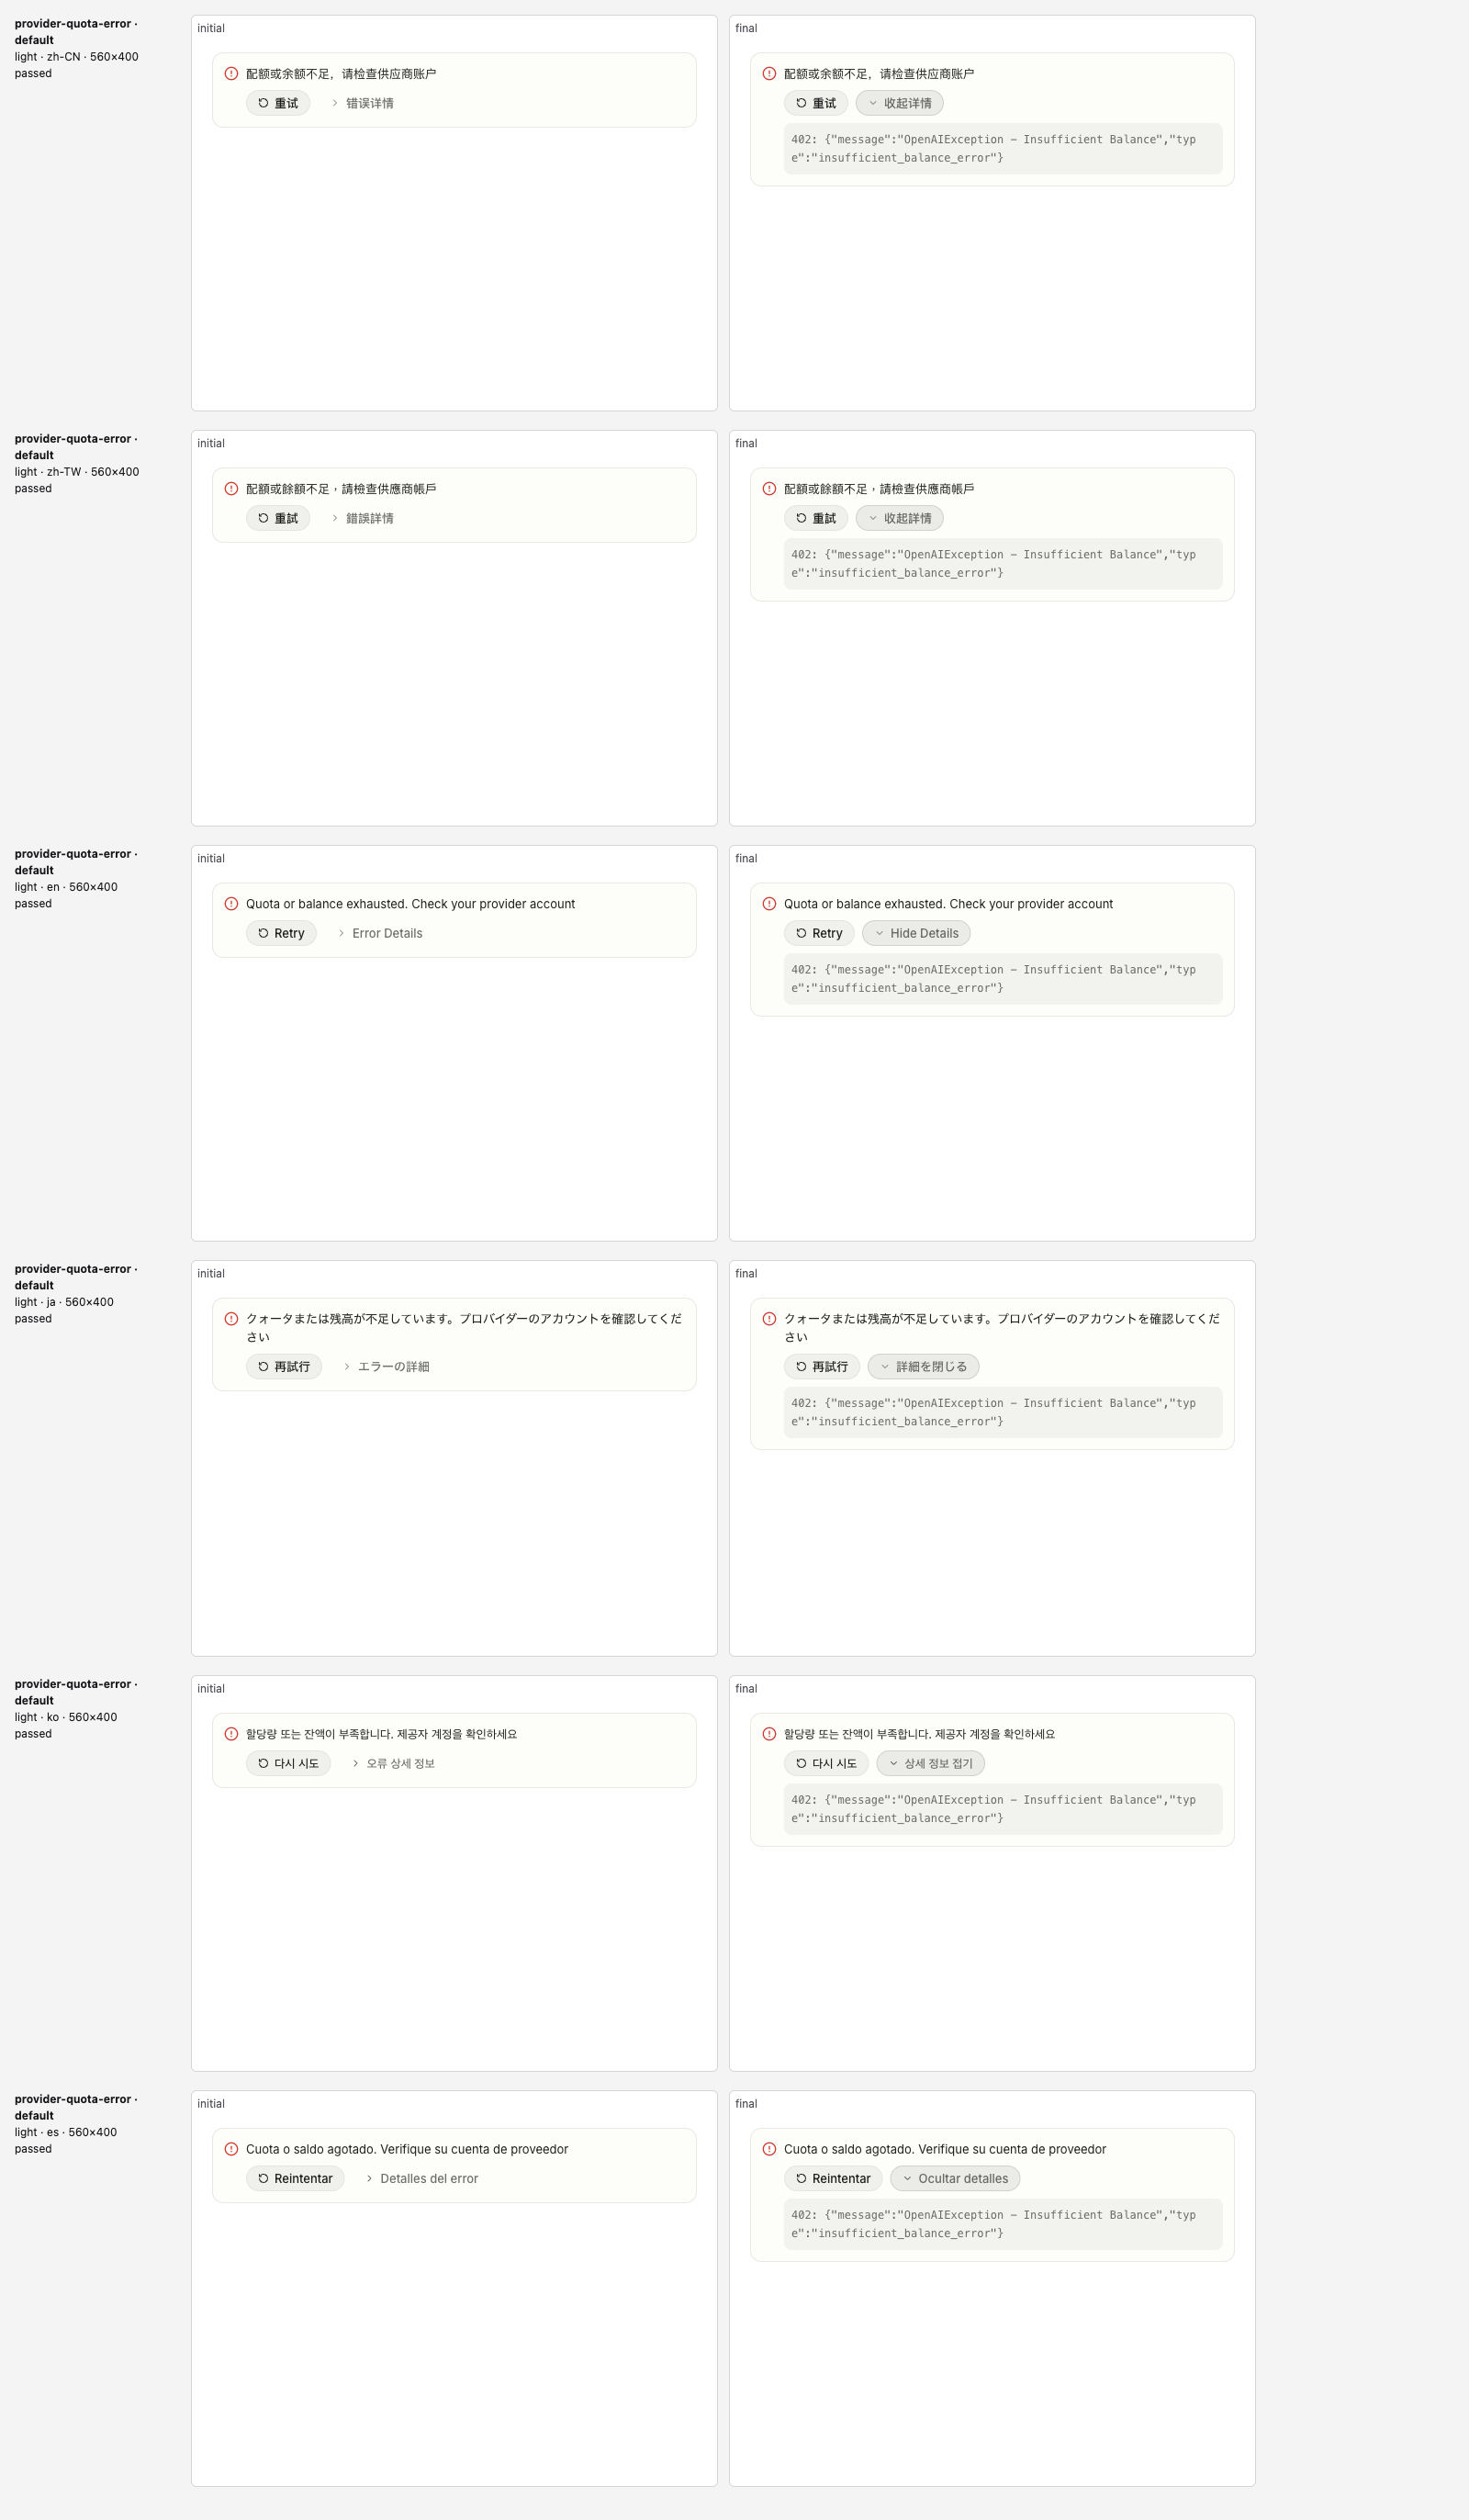 provider-quota-error ·
default
light · zh-CN · 560×400
passed
initial
配额或余额不足，请检查供应商账户
重试
错误详情
final
配额或余额不足，请检查供应商账户
重试
收起详情
402: {"message":"OpenAIException – Insufficient Balance","typ
e":"insufficient_balance_error"}
provider-quota-error ·
default
light · zh-TW · 560×400
passed
initial
配額或餘額不足，請檢查供應商帳戶
重試
錯誤詳情
final
配額或餘額不足，請檢查供應商帳戶
重試
收起詳情
402: {"message":"OpenAIException – Insufficient Balance","typ
e":"insufficient_balance_error"}
provider-quota-error ·
default
light · en · 560×400
passed
initial
Quota or balance exhausted. Check your provider account
Retry
Error Details
final
Quota or balance exhausted. Check your provider account
Retry
Hide Details
402: {"message":"OpenAIException – Insufficient Balance","typ
e":"insufficient_balance_error"}
provider-quota-error ·
default
light · ja · 560×400
passed
initial
クォータまたは残高が不足しています。プロバイダーのアカウントを確認してくだ
さい
再試行
エラーの詳細
final
クォータまたは残高が不足しています。プロバイダーのアカウントを確認してくだ
さい
再試行
詳細を閉じる
402: {"message":"OpenAIException – Insufficient Balance","typ
e":"insufficient_balance_error"}
provider-quota-error ·
default
light · ko · 560×400
passed
initial
할당량 또는 잔액이 부족합니다. 제공자 계정을 확인하세요
다시 시도
오류 상세 정보
final
할당량 또는 잔액이 부족합니다. 제공자 계정을 확인하세요
다시 시도
상세 정보 접기
402: {"message":"OpenAIException – Insufficient Balance","typ
e":"insufficient_balance_error"}
provider-quota-error ·
default
light · es · 560×400
passed
initial
Cuota o saldo agotado. Verifique su cuenta de proveedor
Reintentar
Detalles del error
final
Cuota o saldo agotado. Verifique su cuenta de proveedor
Reintentar
Ocultar detalles
402: {"message":"OpenAIException – Insufficient Balance","typ
e":"insufficient_balance_error"}